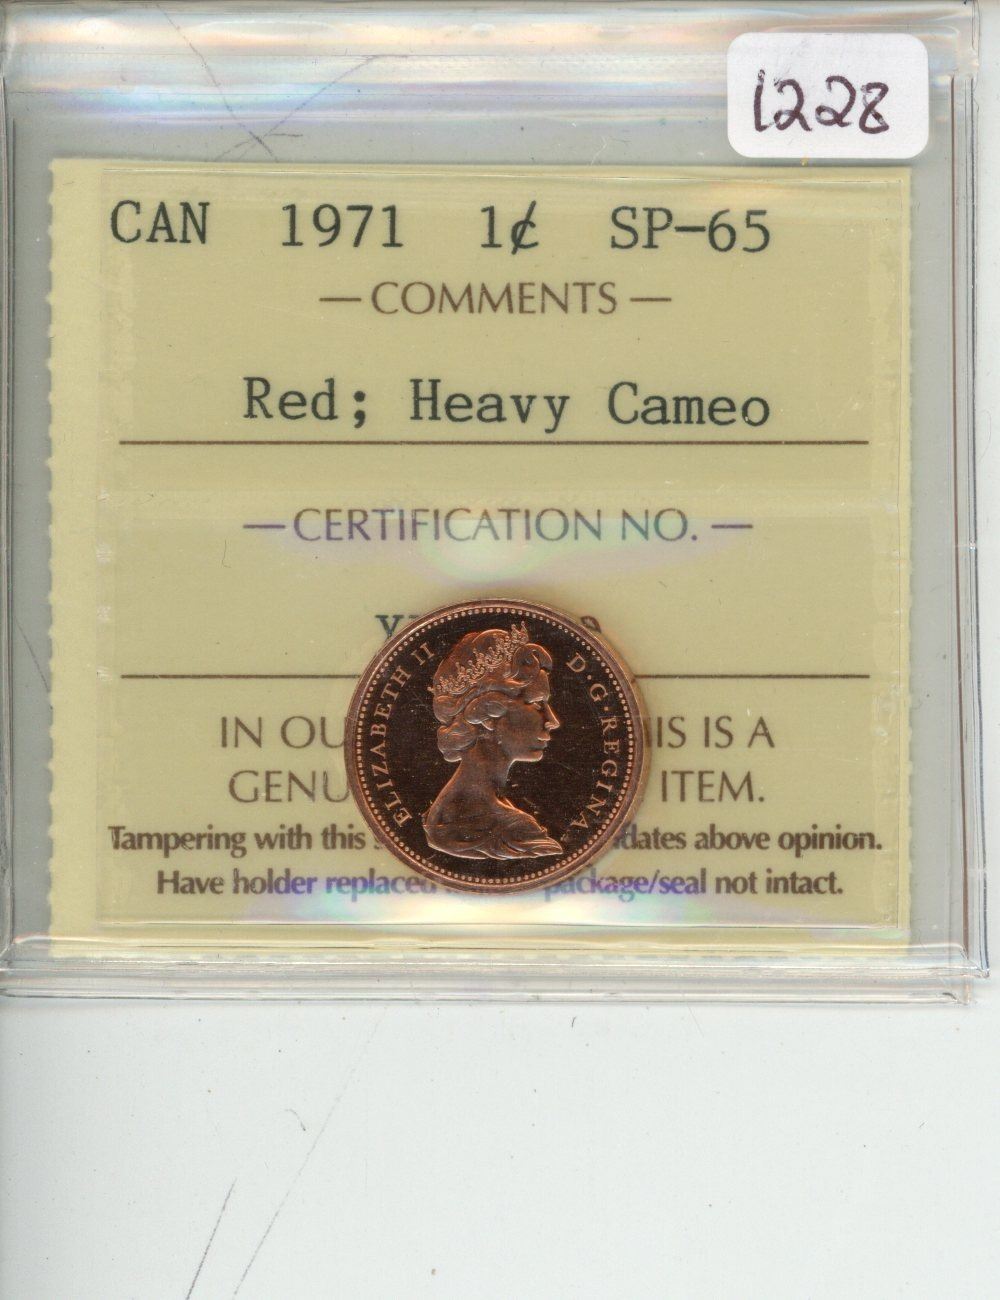 1228
CAN 1971 1¢ SP-65
— COMMENTS —
Red; Heavy Cameo
— CERTIFICATION NO. —
IN OU IS IS A
GENU ITEM.
Tampering with this dates above opinion.
Have holder replaced package/seal not intact.
ELIZABETH II D·G·REGINA